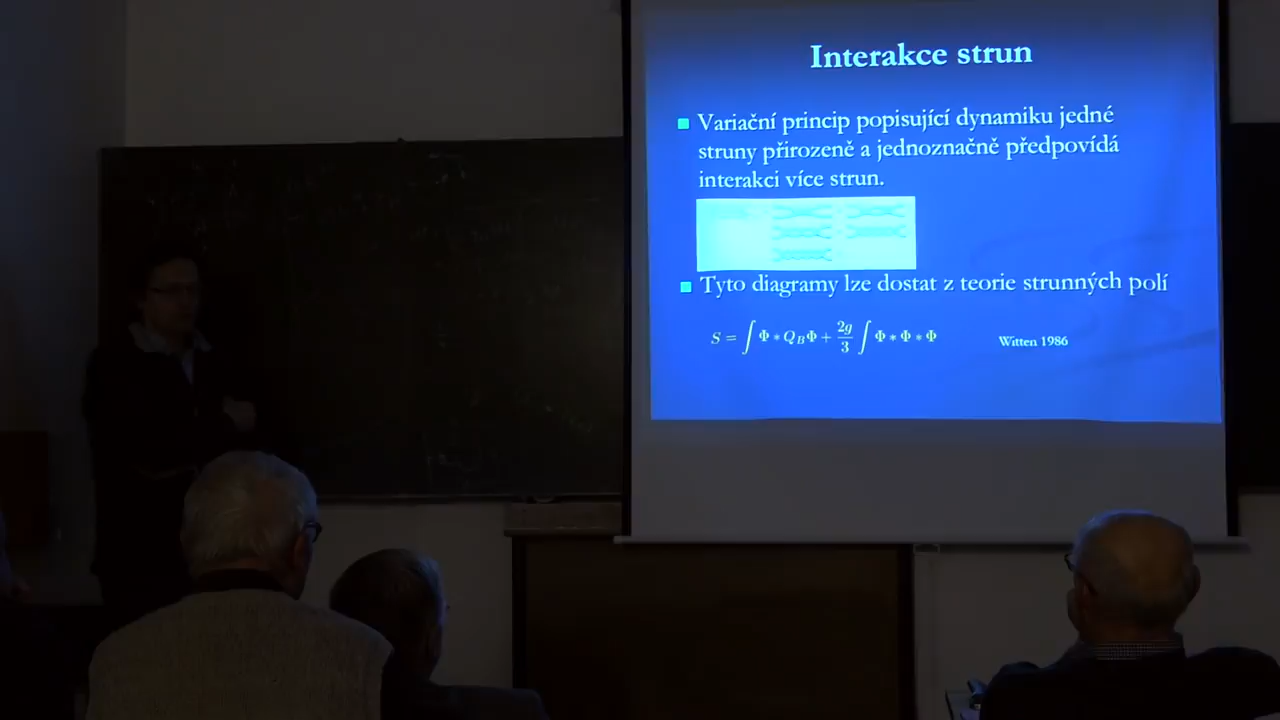 Interakce strun
Variační princip popisující dynamiku jedné
struny přirozeně a jednoznačně předpovídá
interakci více strun.
Tyto diagramy lze dostat z teorie strunných polí
S = ∫ Φ ∗ Q_B Φ + 2g/3 ∫ Φ ∗ Φ ∗ Φ
Witten 1986